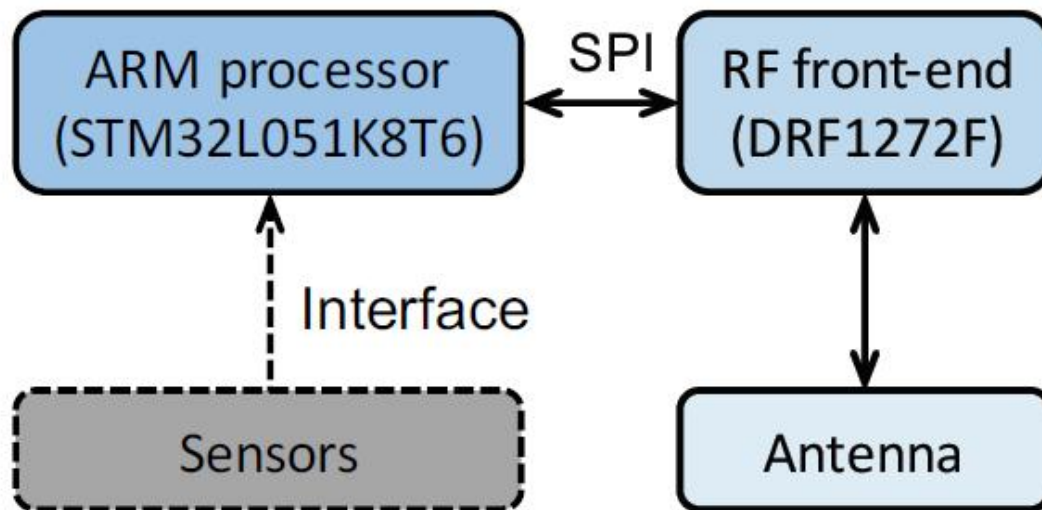 ARM processor
(STM32L051K8T6)
SPI
RF front-end
(DRF1272F)
Interface
Sensors
Antenna